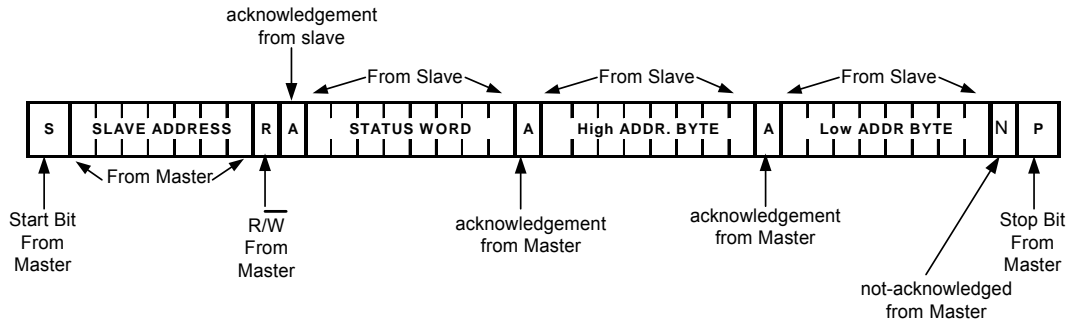 acknowledgement
from slave
From Slave
From Slave
From Slave
S
SLAVE ADDRESS
R
A
STATUS WORD
A
High ADDR. BYTE
A
Low ADDR BYTE
N
P
From Master
Start Bit
From
Master
R/W̅
From
Master
acknowledgement
from Master
acknowledgement
from Master
Stop Bit
From
Master
not-acknowledged
from Master